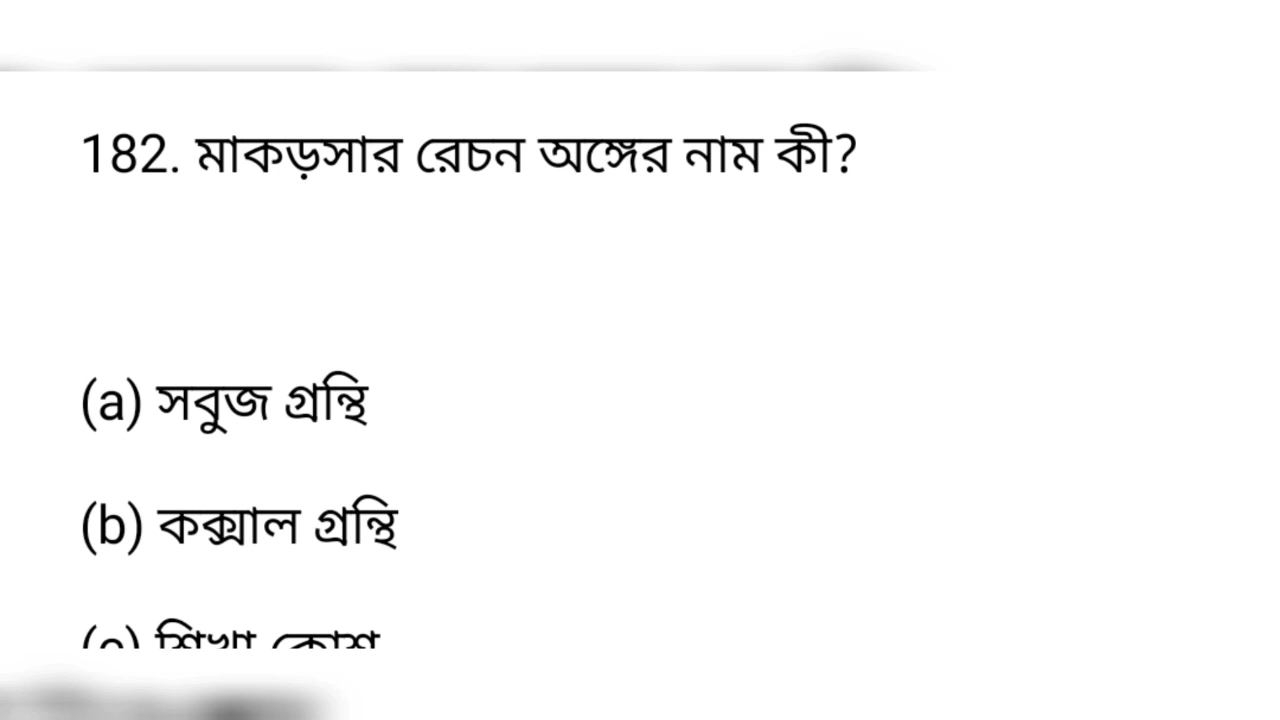 182. মাকড়সার রেচন অঙ্গের নাম কী?
(a) সবুজ গ্রন্থি
(b) কক্সাল গ্রন্থি
(c) শিখা কোশ